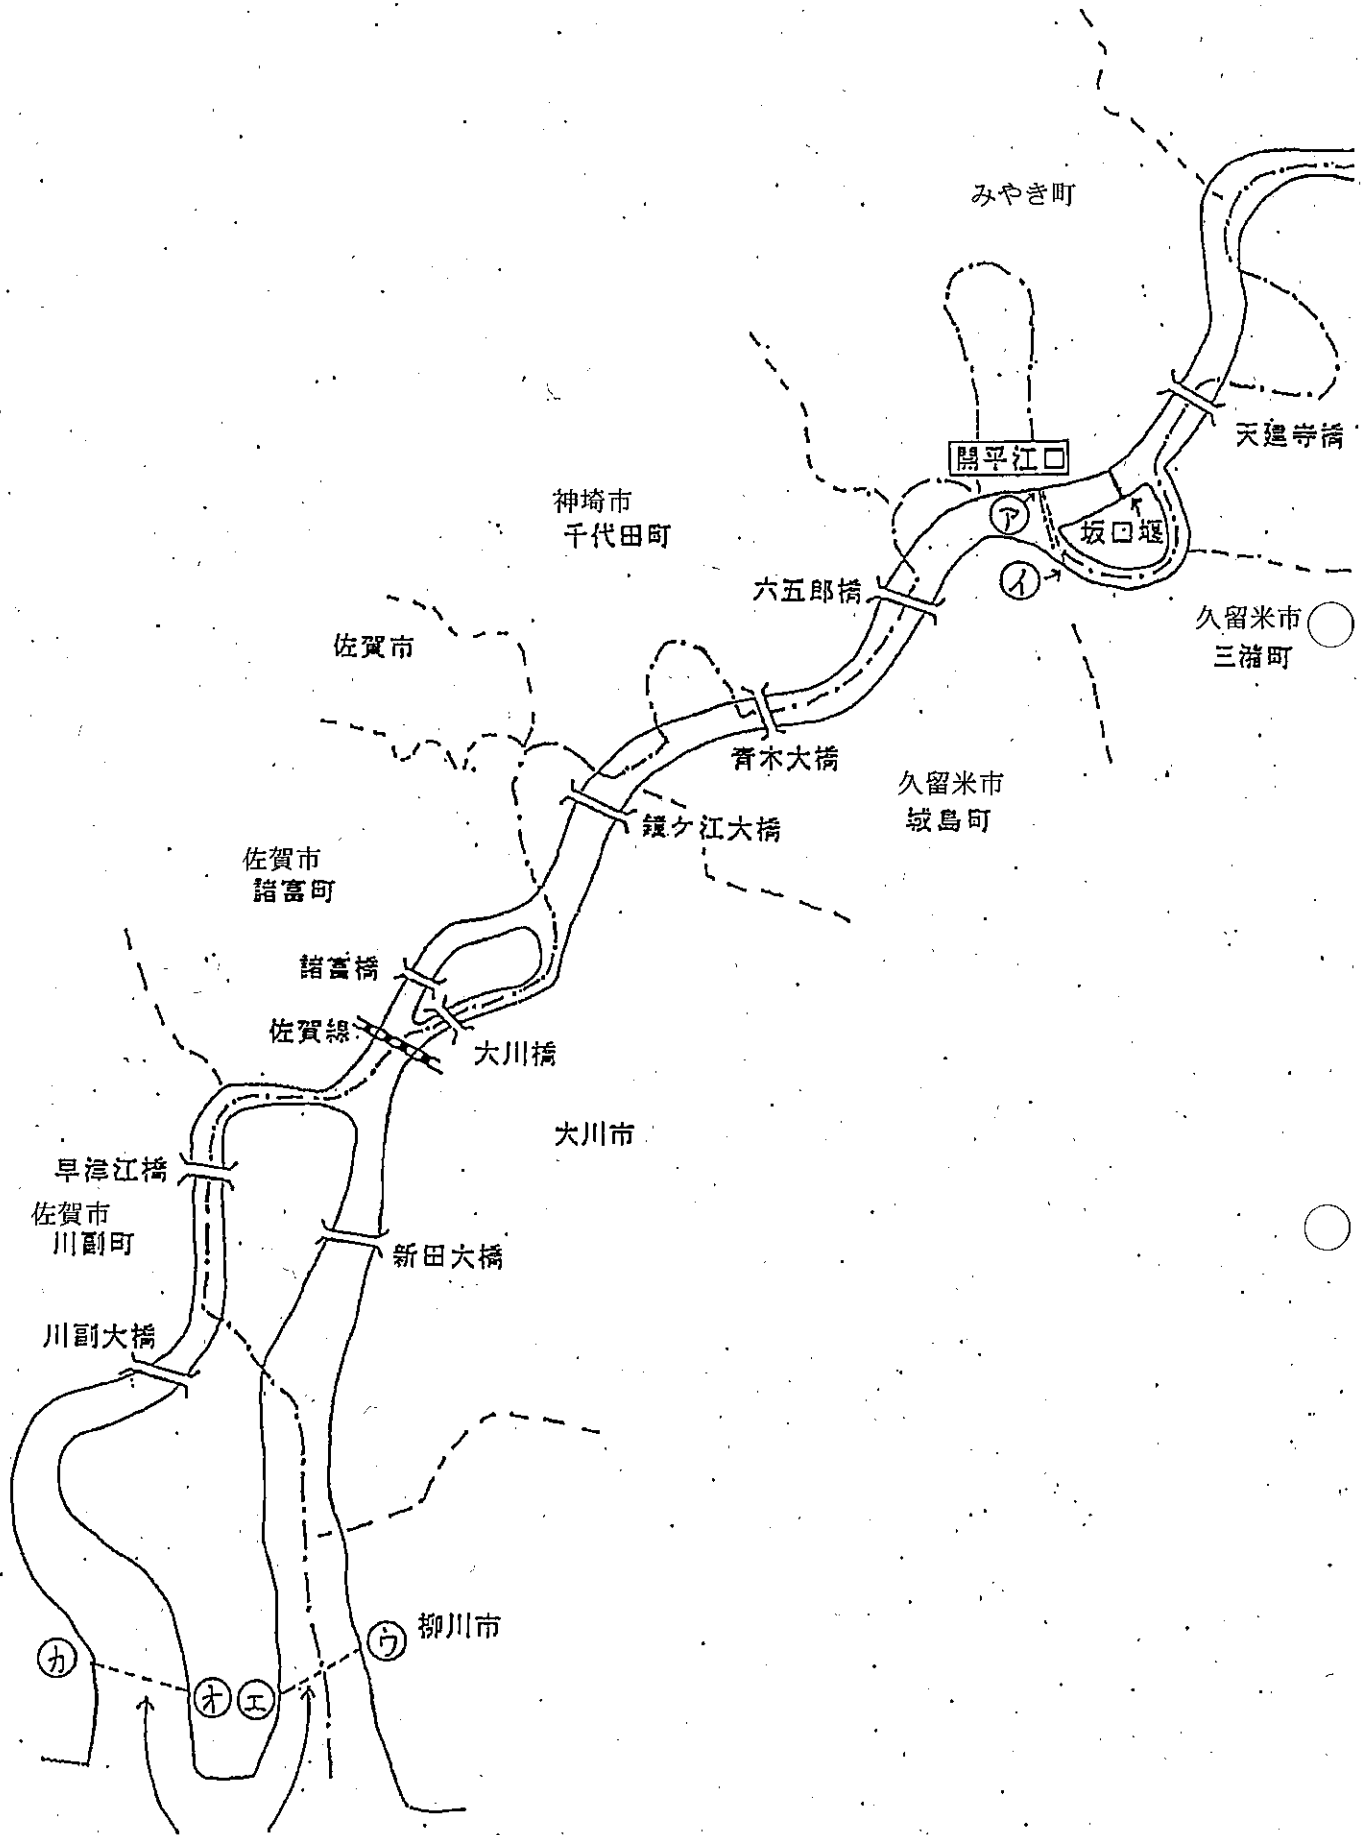 みやき町
天建寺橋
開平江口
神埼市
千代田町
ア
坂口堰
イ
六五郎橋
久留米市
三潴町
佐賀市
青木大橋
久留米市
城島町
鐘ケ江大橋
佐賀市
諸富町
諸富橋
佐賀線
大川橋
大川市
早津江橋
佐賀市
川副町
新田大橋
川副大橋
柳川市
ウ
カ
オ
エ